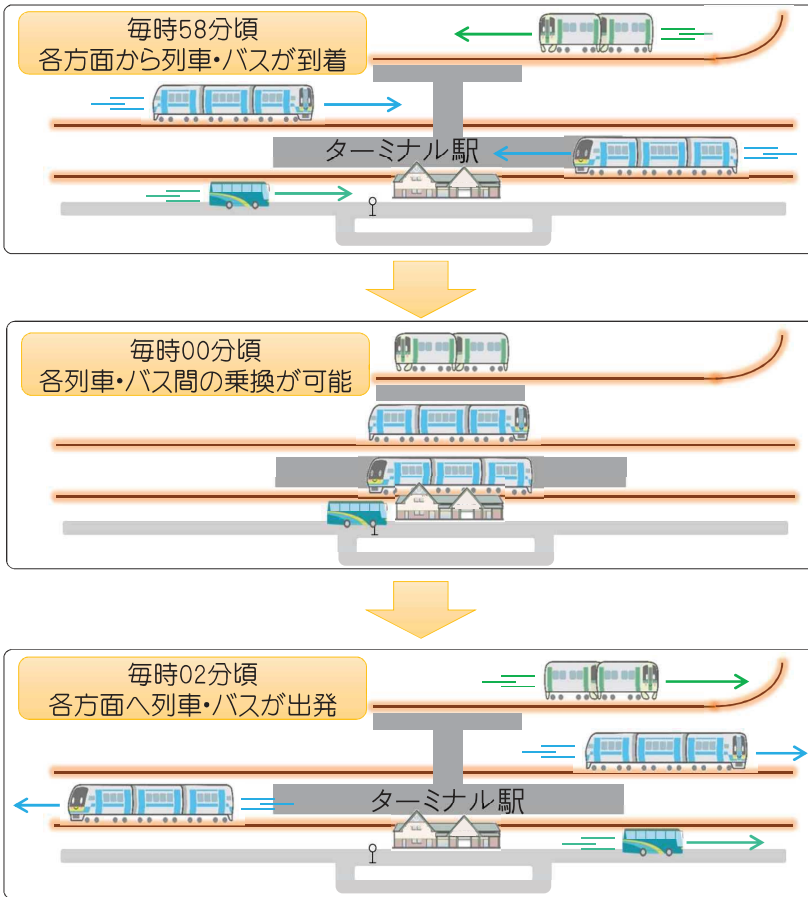 毎時58分頃
各方面から列車・バスが到着
ターミナル駅
毎時00分頃
各列車・バス間の乗換が可能
毎時02分頃
各方面へ列車・バスが出発
ターミナル駅